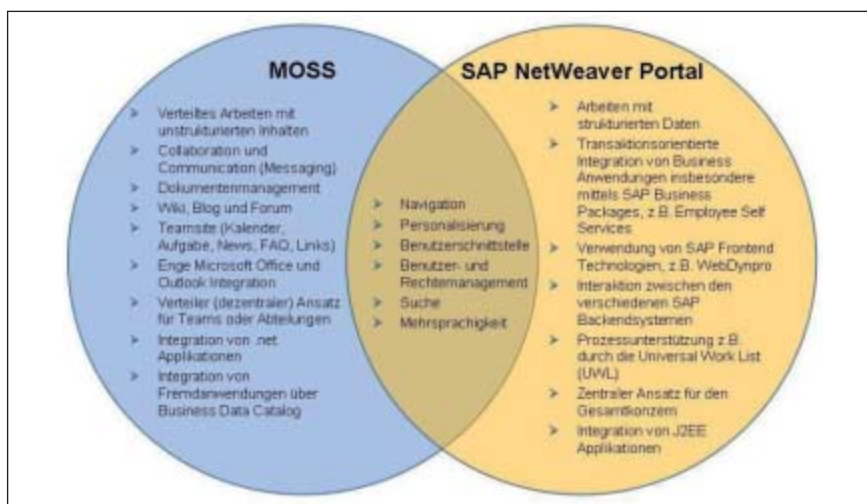 MOSS
➤ Verteiltes Arbeiten mit
unstrukturierten Inhalten
➤ Collaboration und
Communication (Messaging)
➤ Dokumentenmanagement
➤ Wiki, Blog und Forum
➤ Teamsite (Kalender,
Aufgabe, News, FAQ, Links)
➤ Enge Microsoft Office und
Outlook Integration
➤ Verteiler (dezentraler) Ansatz
für Teams oder Abteilungen
➤ Integration von .net
Applikationen
➤ Integration von
Fremdanwendungen über
Business Data Catalog
➤ Navigation
➤ Personalisierung
➤ Benutzerschnittstelle
➤ Benutzer- und
Rechtemanagement
➤ Suche
➤ Mehrsprachigkeit
SAP NetWeaver Portal
➤ Arbeiten mit
strukturierten Daten
➤ Transaktionsorientierte
Integration von Business
Anwendungen insbesondere
mittels SAP Business
Packages, z.B. Employee Self
Services
➤ Verwendung von SAP Frontend
Technologien, z.B. WebDynpro
➤ Interaktion zwischen den
verschiedenen SAP
Backendsystemen
➤ Prozessunterstützung z.B.
durch die Universal Work List
(UWL)
➤ Zentraler Ansatz für den
Gesamtkonzern
➤ Integration von J2EE
Applikationen